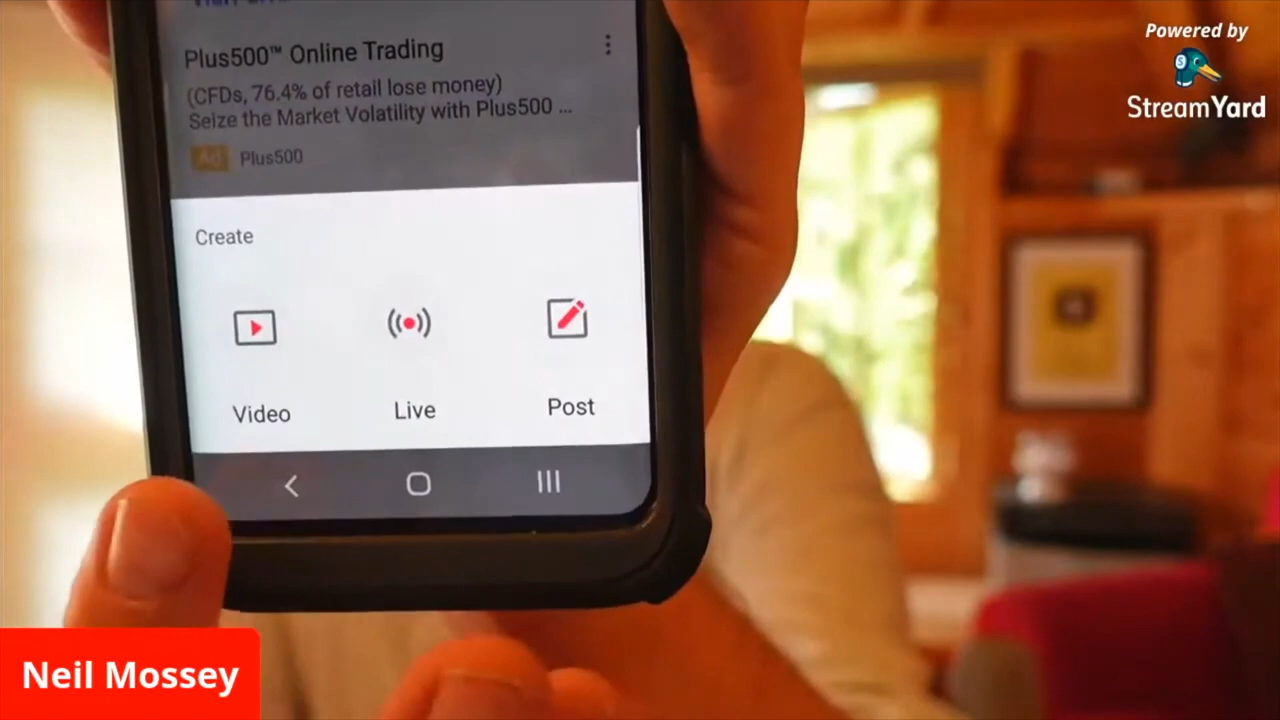 Powered by
StreamYard
Plus500™ Online Trading
(CFDs, 76.4% of retail lose money)
Seize the Market Volatility with Plus500 ...
Ad Plus500
Create
Video Live Post
Neil Mossey